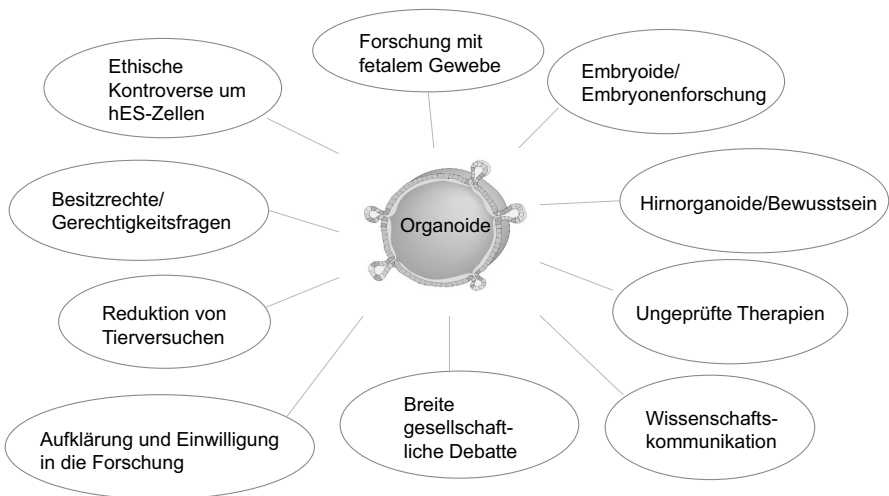 Forschung mit
fetalem Gewebe
Ethische
Kontroverse um
hES-Zellen
Embryoide/
Embryonenforschung
Besitzrechte/
Gerechtigkeitsfragen
Organoide
Hirnorganoide/Bewusstsein
Reduktion von
Tierversuchen
Ungeprüfte Therapien
Aufklärung und Einwilligung
in die Forschung
Breite
gesellschaft-
liche Debatte
Wissenschafts-
kommunikation